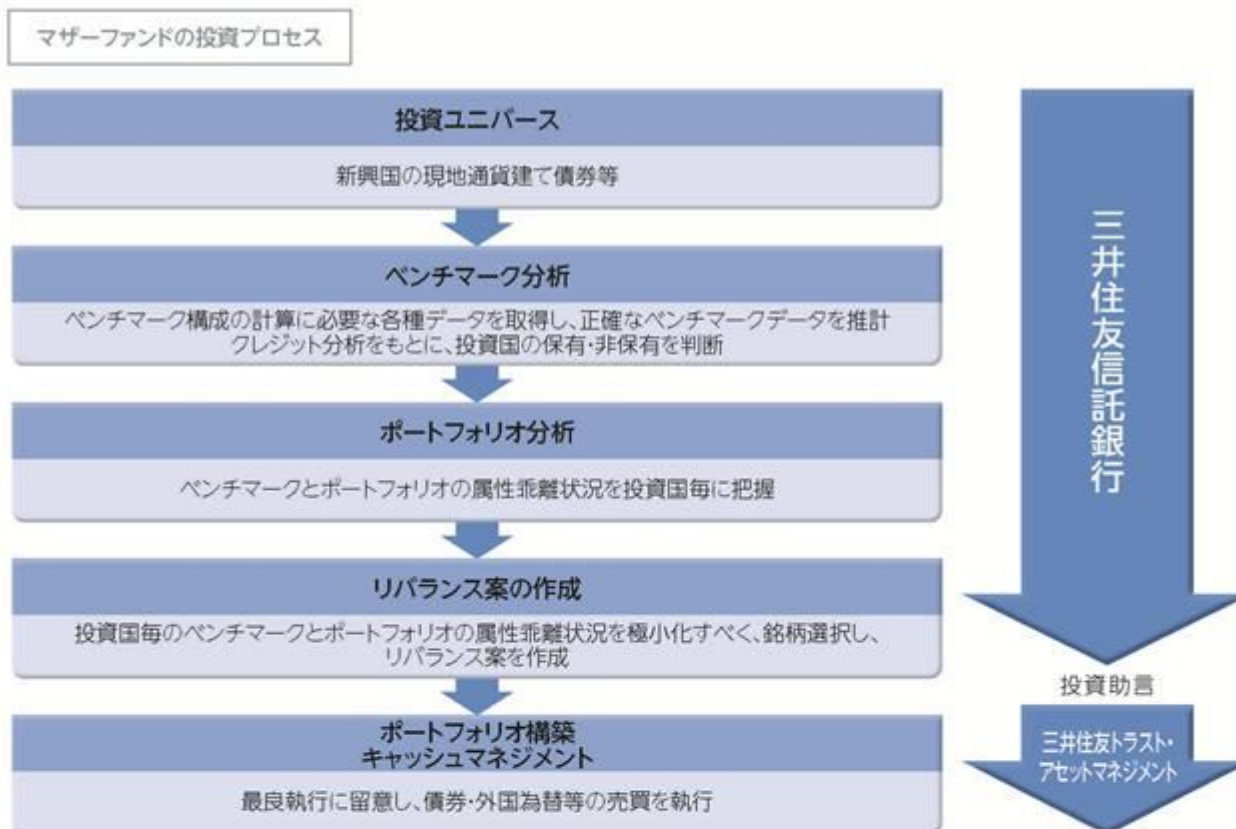 マザーファンドの投資プロセス
投資ユニバース
新興国の現地通貨建て債券等
ベンチマーク分析
ベンチマーク構成の計算に必要な各種データを取得し、正確なベンチマークデータを推計
クレジット分析をもとに、投資国の保有・非保有を判断
ポートフォリオ分析
ベンチマークとポートフォリオの属性乖離状況を投資国毎に把握
リバランス案の作成
投資国毎のベンチマークとポートフォリオの属性乖離状況を極小化すべく、銘柄選択し、
リバランス案を作成
ポートフォリオ構築
キャッシュマネジメント
最良執行に留意し、債券・外国為替等の売買を執行
三井住友信託銀行
投資助言
三井住友トラスト・
アセットマネジメント